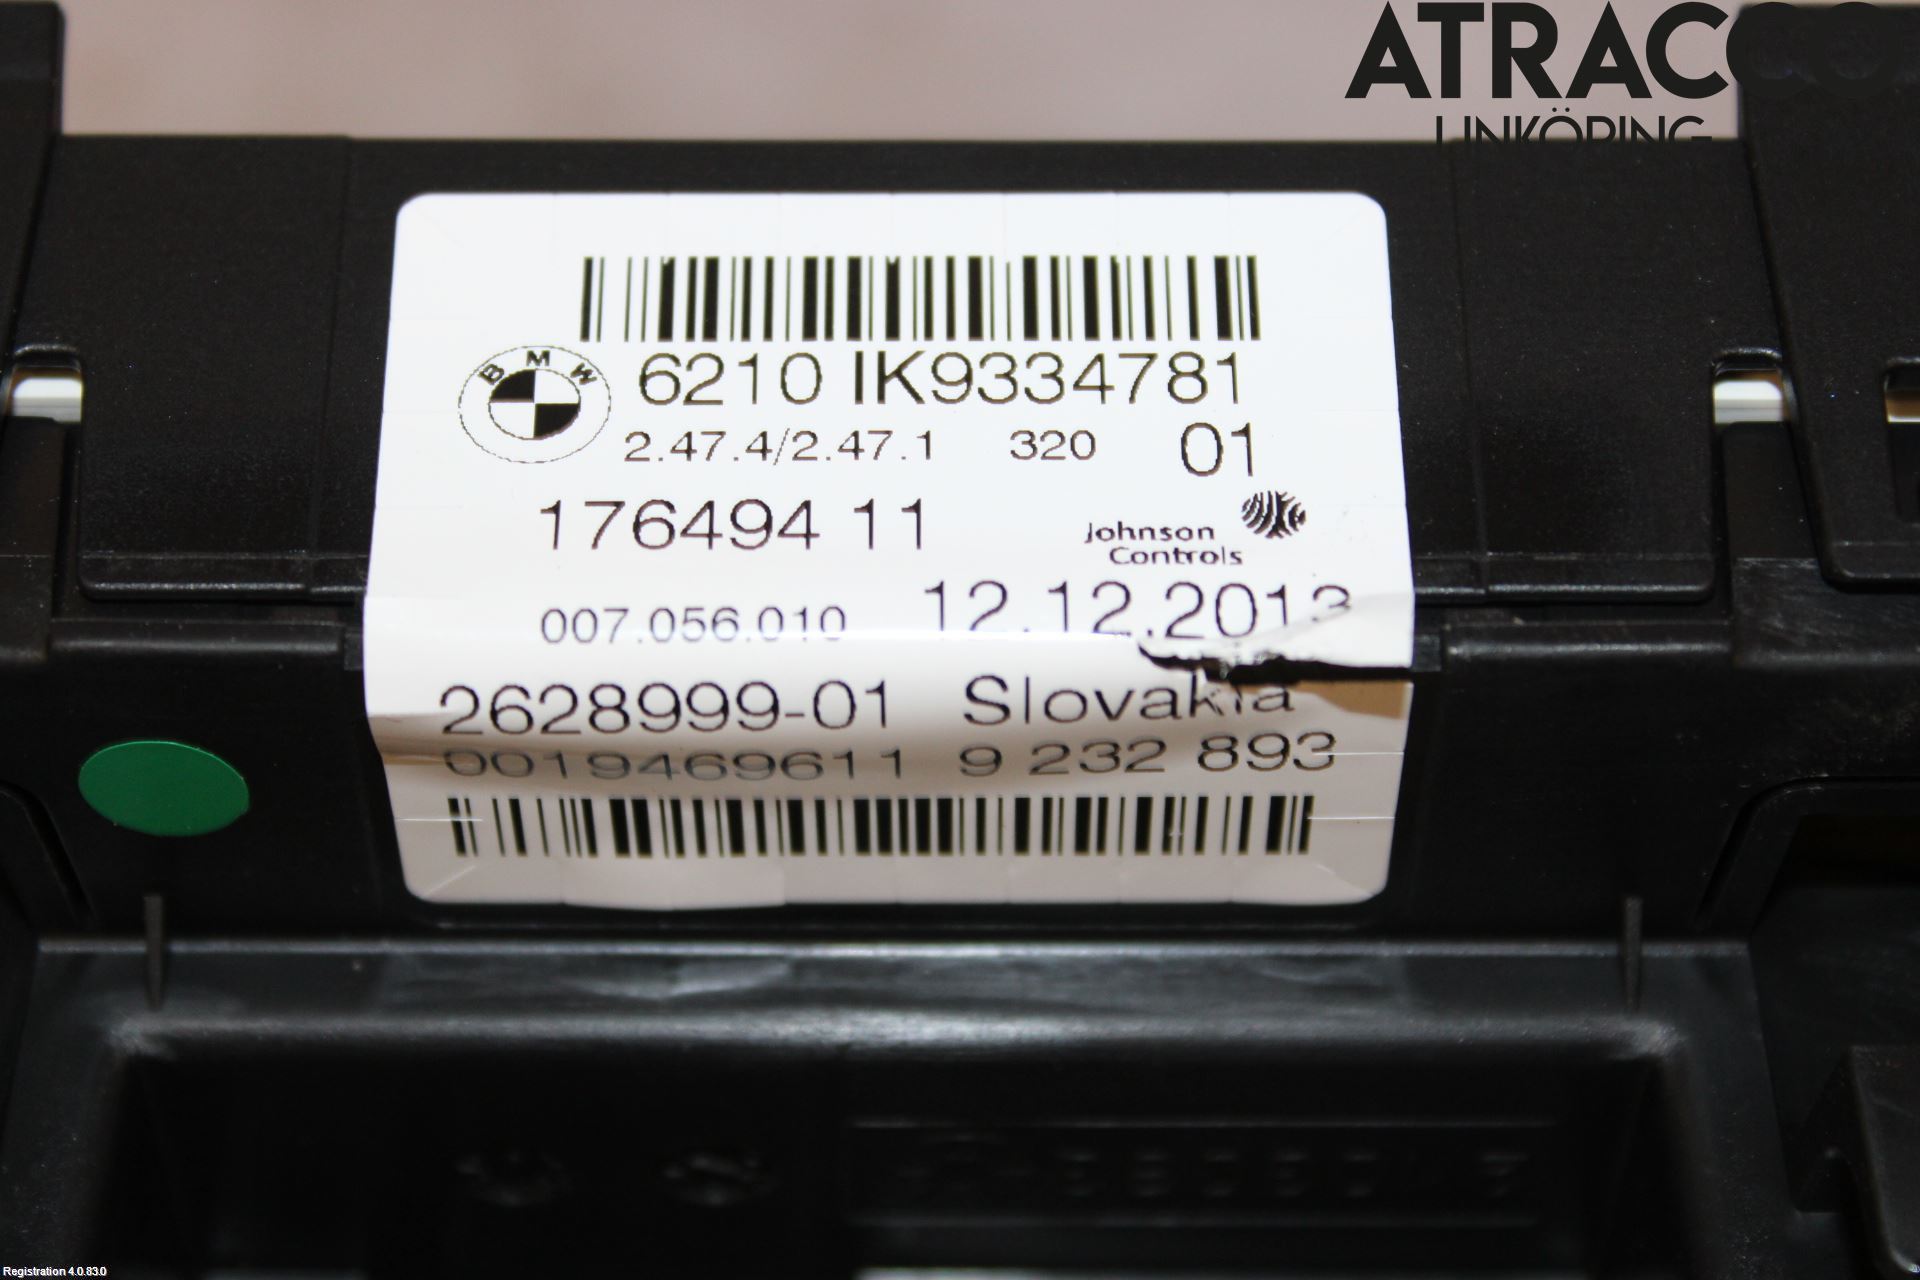 ATRACCO
LINKÖPING
6210 IK9334781
BMW
2.47.4/2.47.1 320 01
176494 11
Johnson
Controls
007.056.010 12.12.2013
2628999-01 Slovakia
0019469611 9 232 893
Registration 4.0.83.0